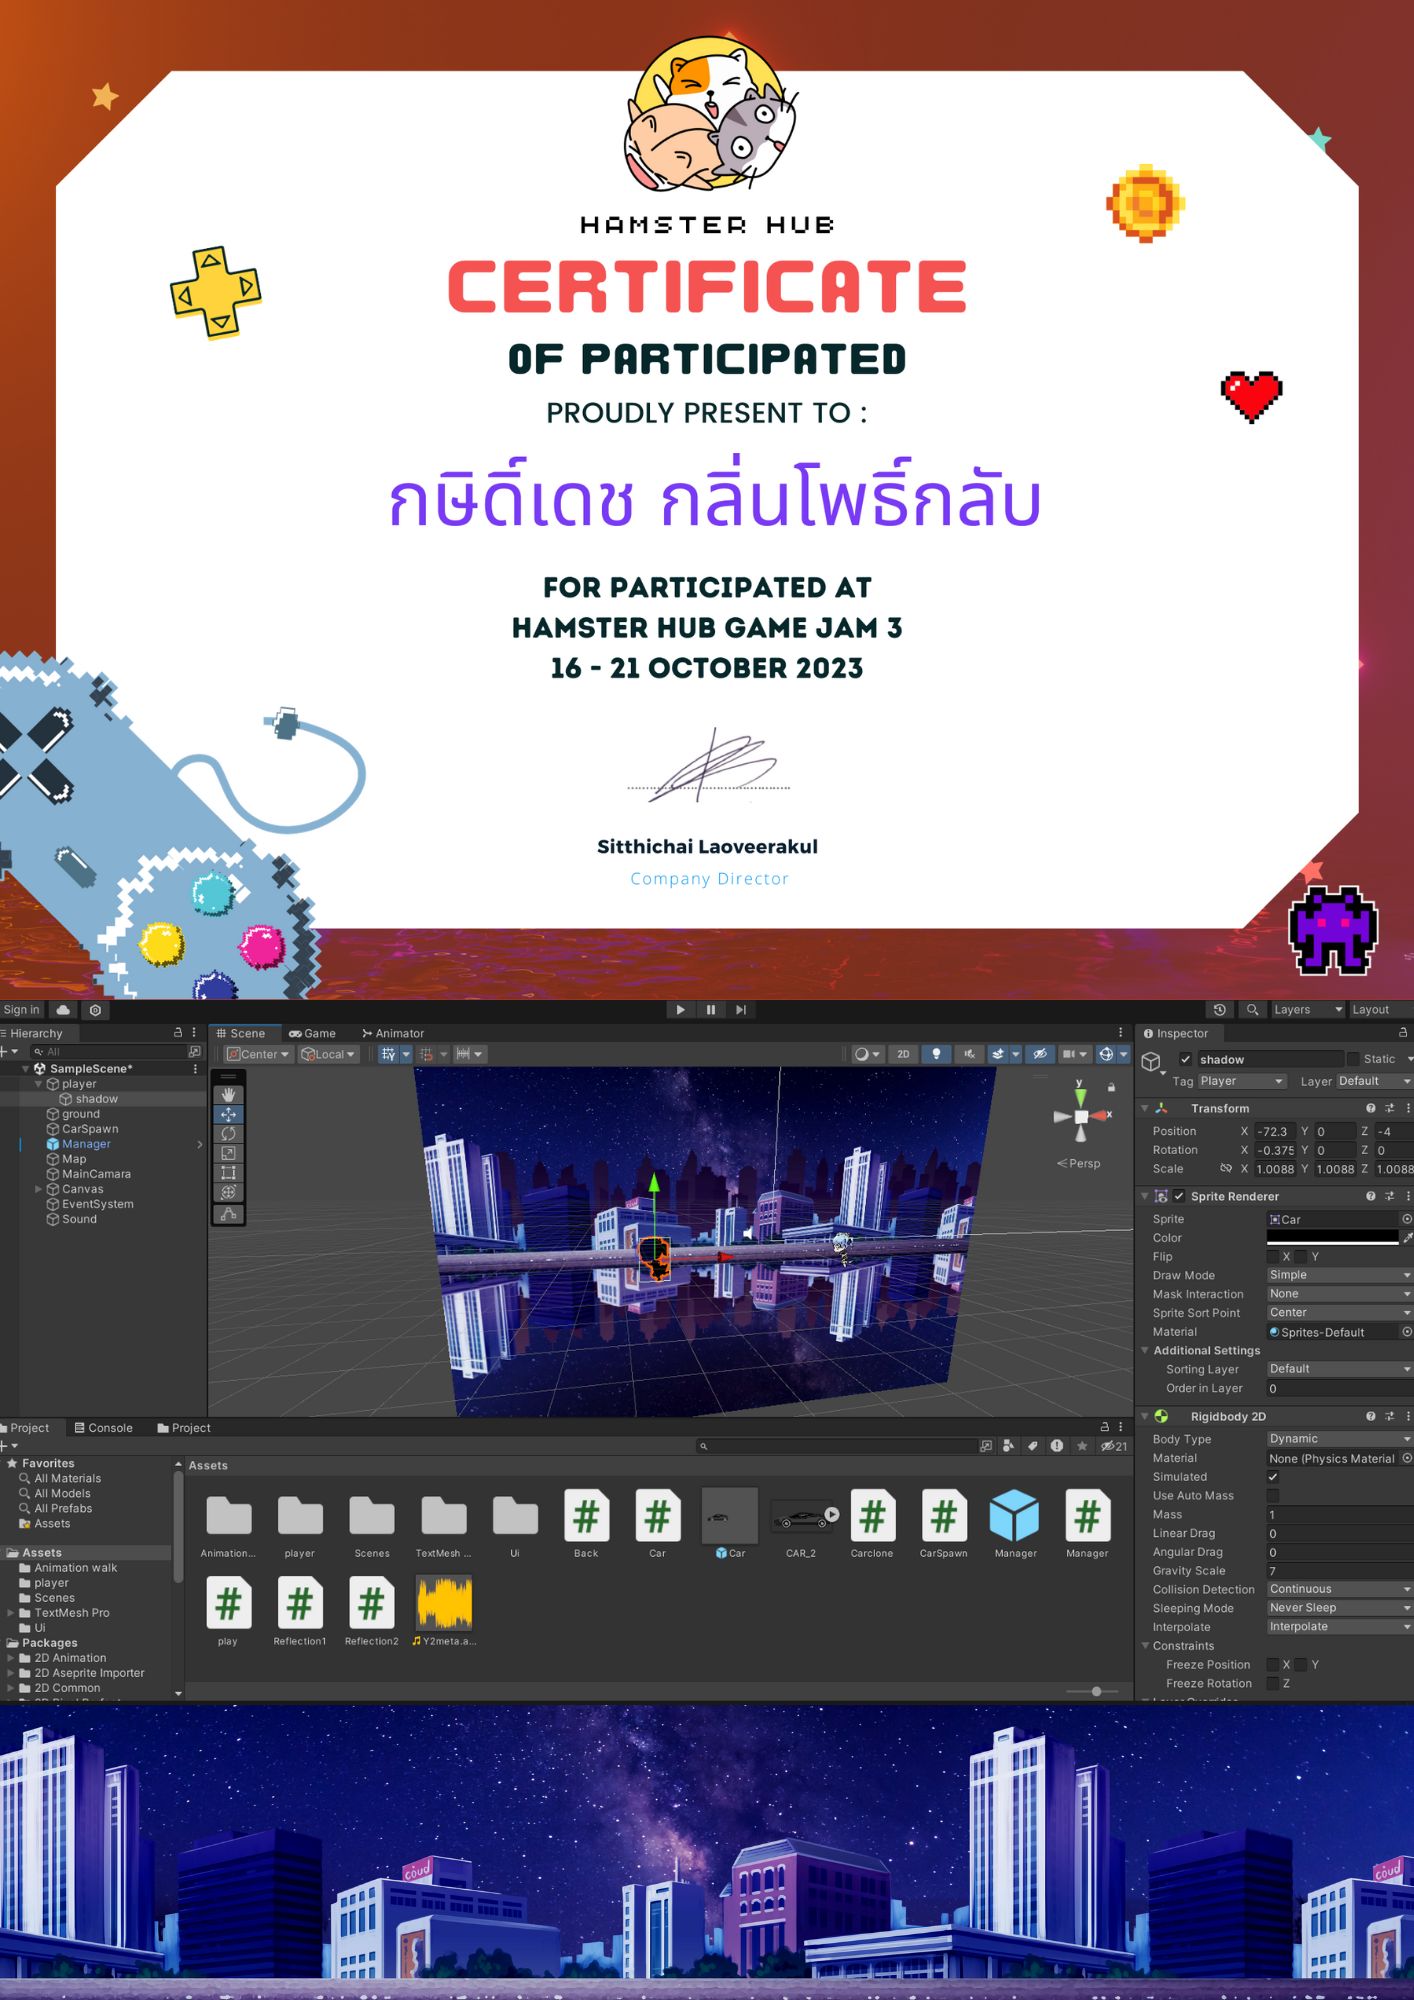 HAMSTER HUB
CERTIFICATE
OF PARTICIPATED
PROUDLY PRESENT TO :
กษิดิ์เดช กลิ่นโพธิ์กลับ
FOR PARTICIPATED AT
HAMSTER HUB GAME JAM 3
16 - 21 OCTOBER 2023
Sitthichai Laoveerakul
Company Director
Sign in
Layers
Layout
Hierarchy
All
SampleScene*
player
shadow
ground
CarSpawn
Manager
Map
MainCamara
Canvas
EventSystem
Sound
Scene Game Animator
Center Local 2D
y
x
Persp
Inspector
shadow Static
Tag Player Layer Default
Transform
Position X -72.3 Y 0 Z -4
Rotation X -0.375 Y 0 Z 0
Scale X 1.0088 Y 1.0088 Z 1.0088
Sprite Renderer
Sprite Car
Color
Flip X Y
Draw Mode Simple
Mask Interaction None
Sprite Sort Point Center
Material Sprites-Default
Additional Settings
Sorting Layer Default
Order in Layer 0
Rigidbody 2D
Body Type Dynamic
Material None (Physics Material
Simulated
Use Auto Mass
Mass 1
Linear Drag 0
Angular Drag 0
Gravity Scale 7
Collision Detection Continuous
Sleeping Mode Never Sleep
Interpolate Interpolate
Constraints
Freeze Position X Y
Freeze Rotation Z
Project Console Project
21
Favorites
All Materials
All Models
All Prefabs
Assets
Assets
Animation walk
player
Scenes
TextMesh Pro
Ui
Packages
2D Animation
2D Aseprite Importer
2D Common
Assets
Animation... player Scenes TextMesh ... Ui Back Car Car CAR_2 Carclone CarSpawn Manager Manager
play Reflection1 Reflection2 Y2meta.a...
coud
coud